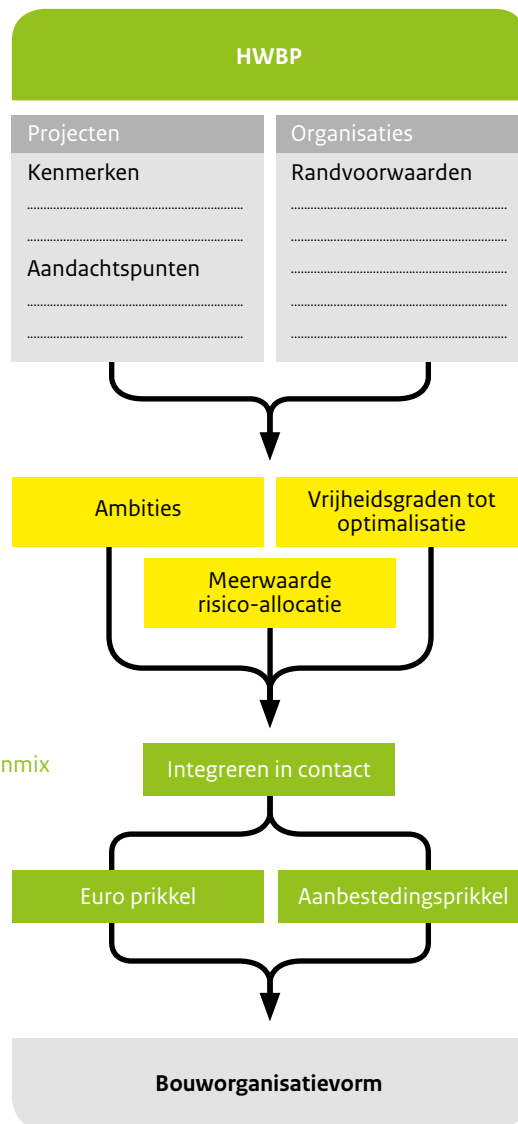 HWBP
Projecten
Kenmerken
Aandachtspunten
Organisaties
Randvoorwaarden
Ambities
Vrijheidsgraden tot
optimalisatie
Meerwaarde
risico-allocatie
nmix
Integreren in contact
Euro prikkel
Aanbestedingsprikkel
Bouworganisatievorm